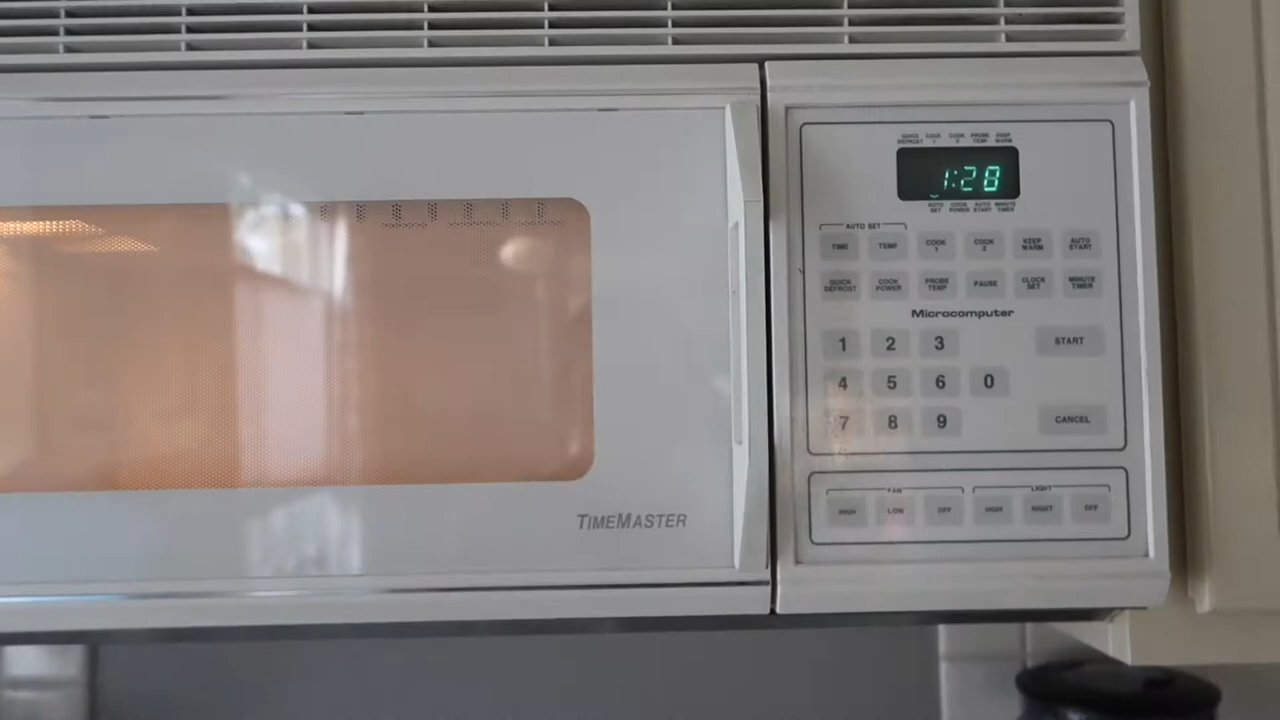 QUICK DEFROST COOK 1 COOK 2 PROBE TEMP KEEP WARM
1:28
AUTO SET COOK POWER AUTO START MINUTE TIMER
AUTO SET
TIME TEMP COOK 1 COOK 2 KEEP WARM AUTO START
QUICK DEFROST COOK POWER PROBE TEMP PAUSE CLOCK SET MINUTE TIMER
Microcomputer
1 2 3 START
4 5 6 0
7 8 9 CANCEL
FAN LIGHT
HIGH LOW OFF HIGH NIGHT OFF
TIMEMASTER